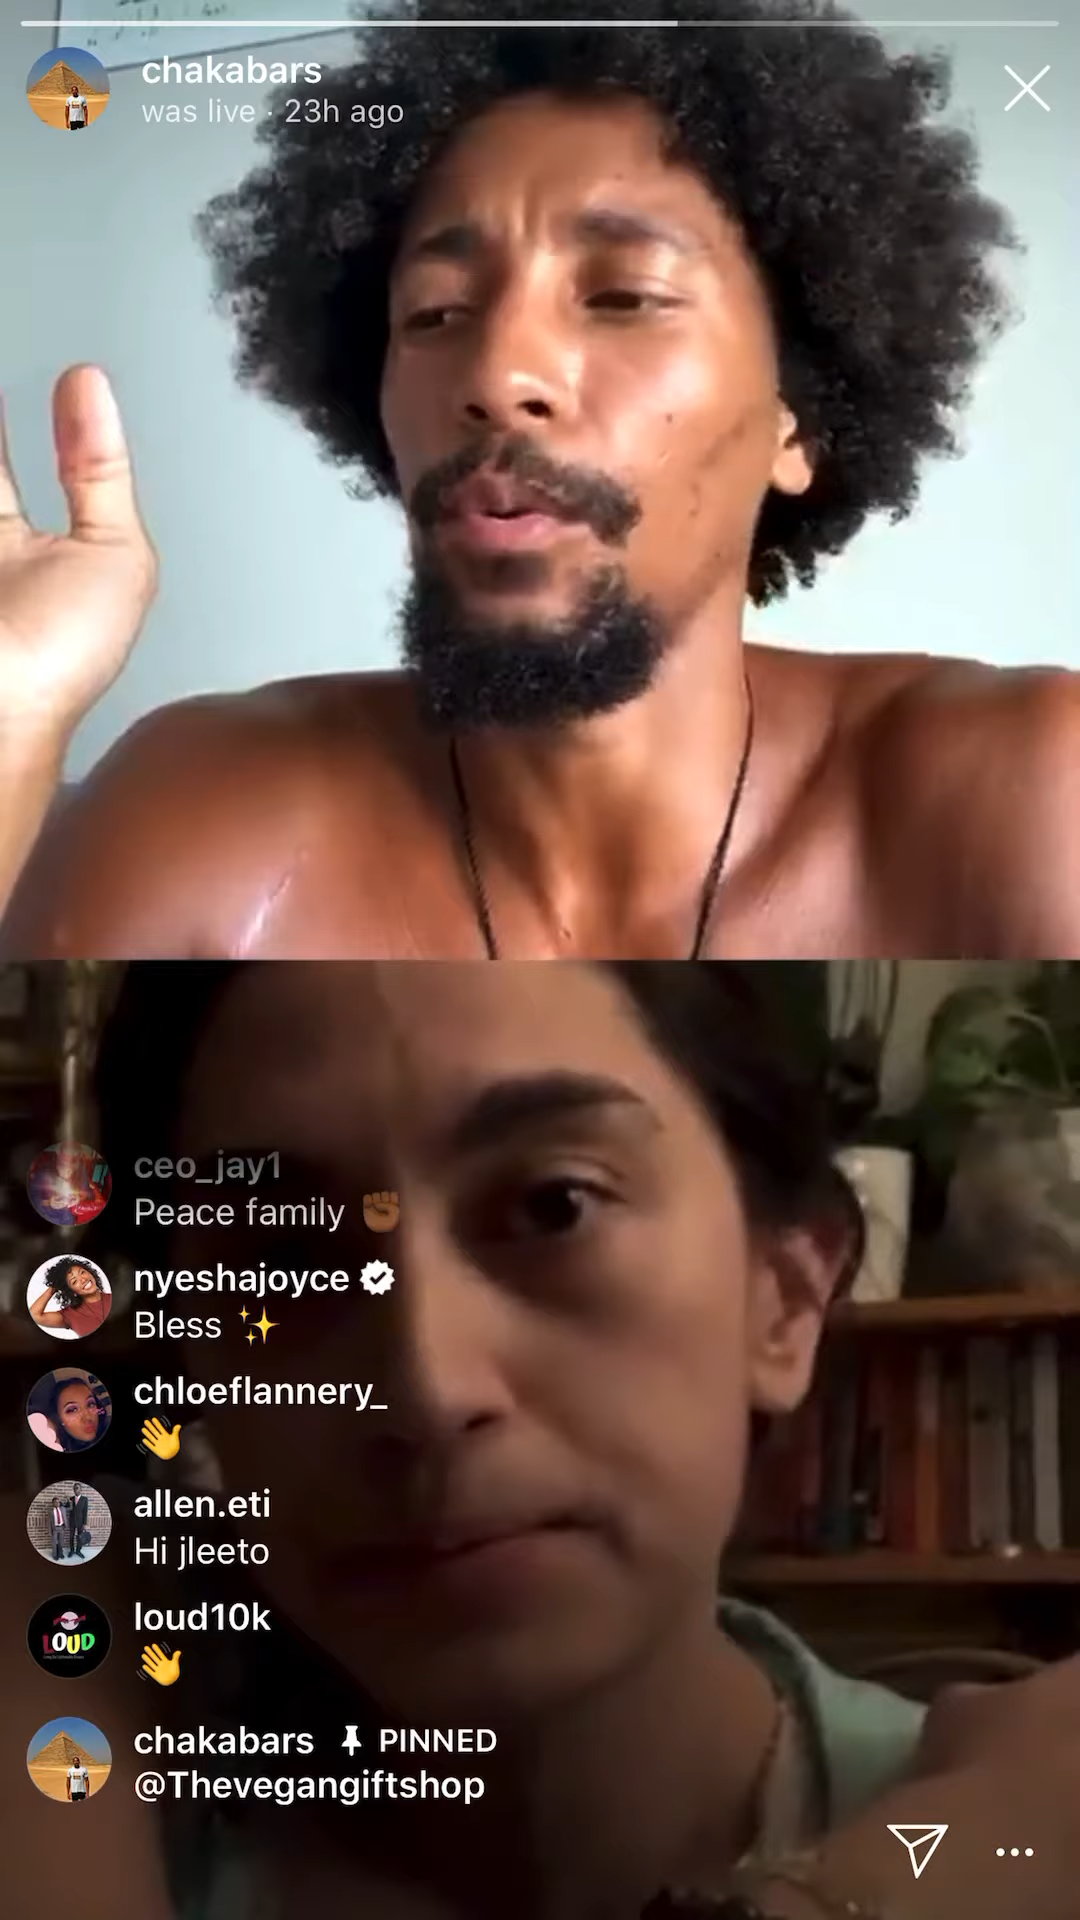 chakabars
was live · 23h ago
ceo_jay1
Peace family ✊🏾
nyeshajoyce
Bless ✨
chloeflannery_
👋
allen.eti
Hi jleeto
loud10k
👋
LOUD
chakabars PINNED
@Thevegangiftshop